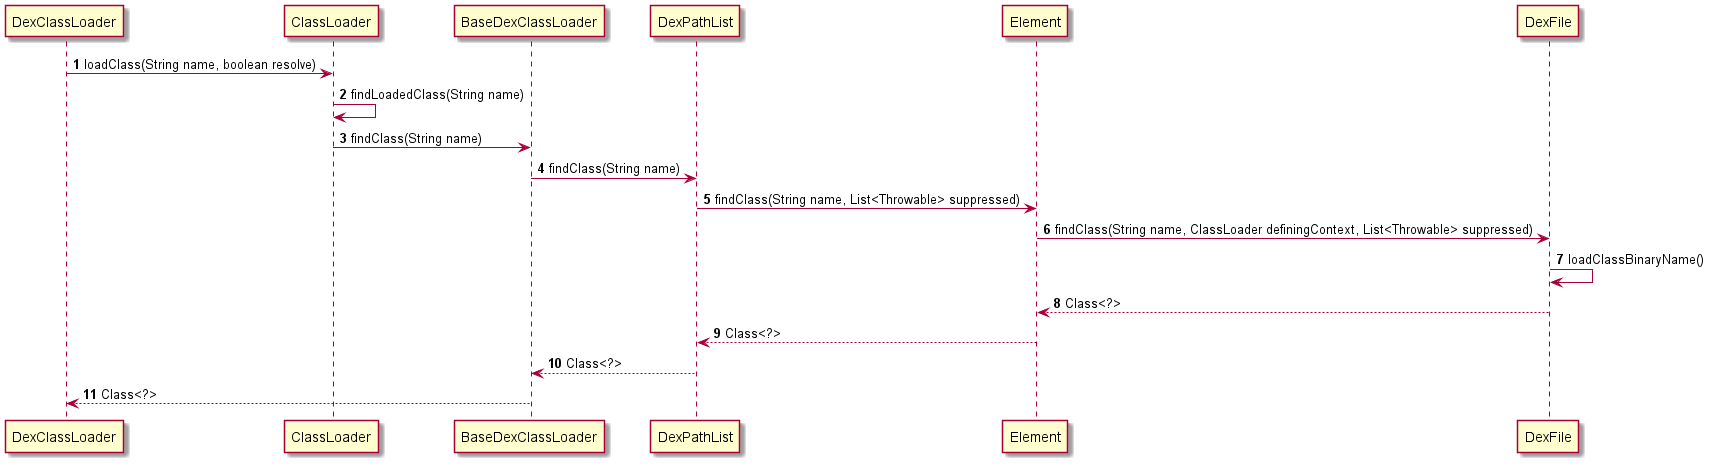 DexClassLoader ClassLoader BaseDexClassLoader DexPathList Element DexFile
1 loadClass(String name, boolean resolve)
2 findLoadedClass(String name)
3 findClass(String name)
4 findClass(String name)
5 findClass(String name, List<Throwable> suppressed)
6 findClass(String name, ClassLoader definingContext, List<Throwable> suppressed)
7 loadClassBinaryName()
8 Class<?>
9 Class<?>
10 Class<?>
11 Class<?>
DexClassLoader ClassLoader BaseDexClassLoader DexPathList Element DexFile